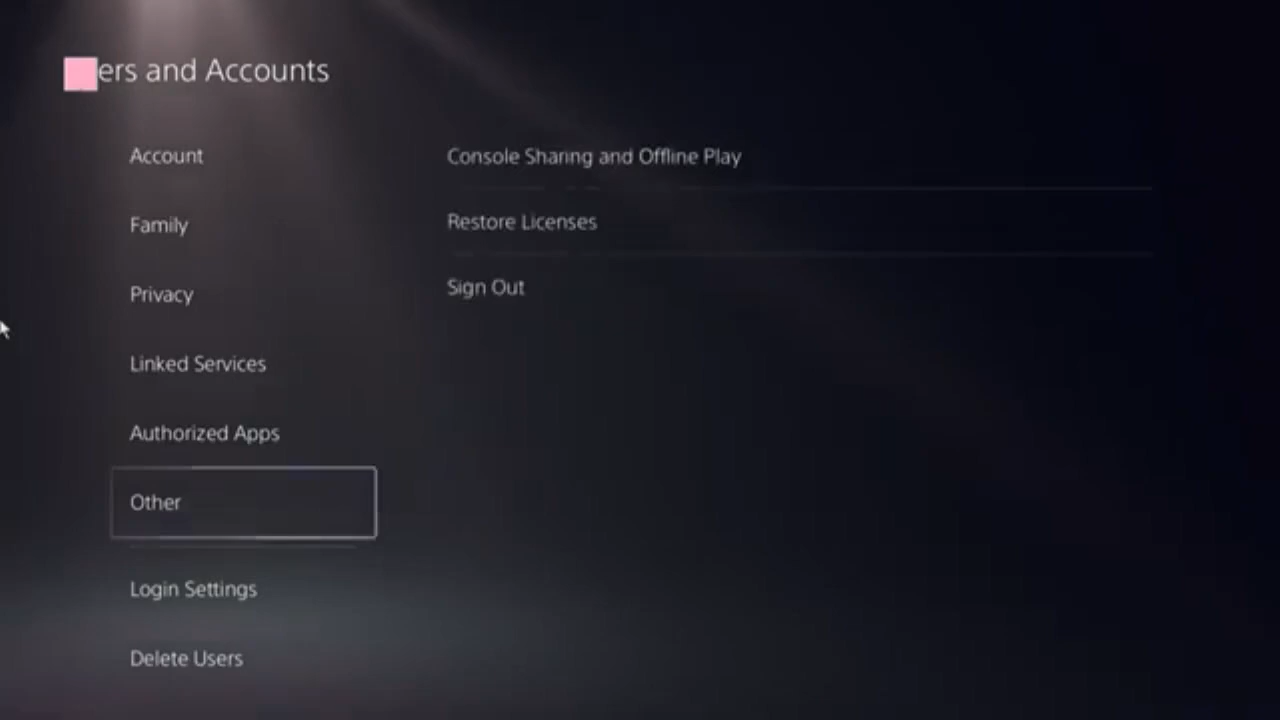 ers and Accounts
Account
Family
Privacy
Linked Services
Authorized Apps
Other
Login Settings
Delete Users
Console Sharing and Offline Play
Restore Licenses
Sign Out